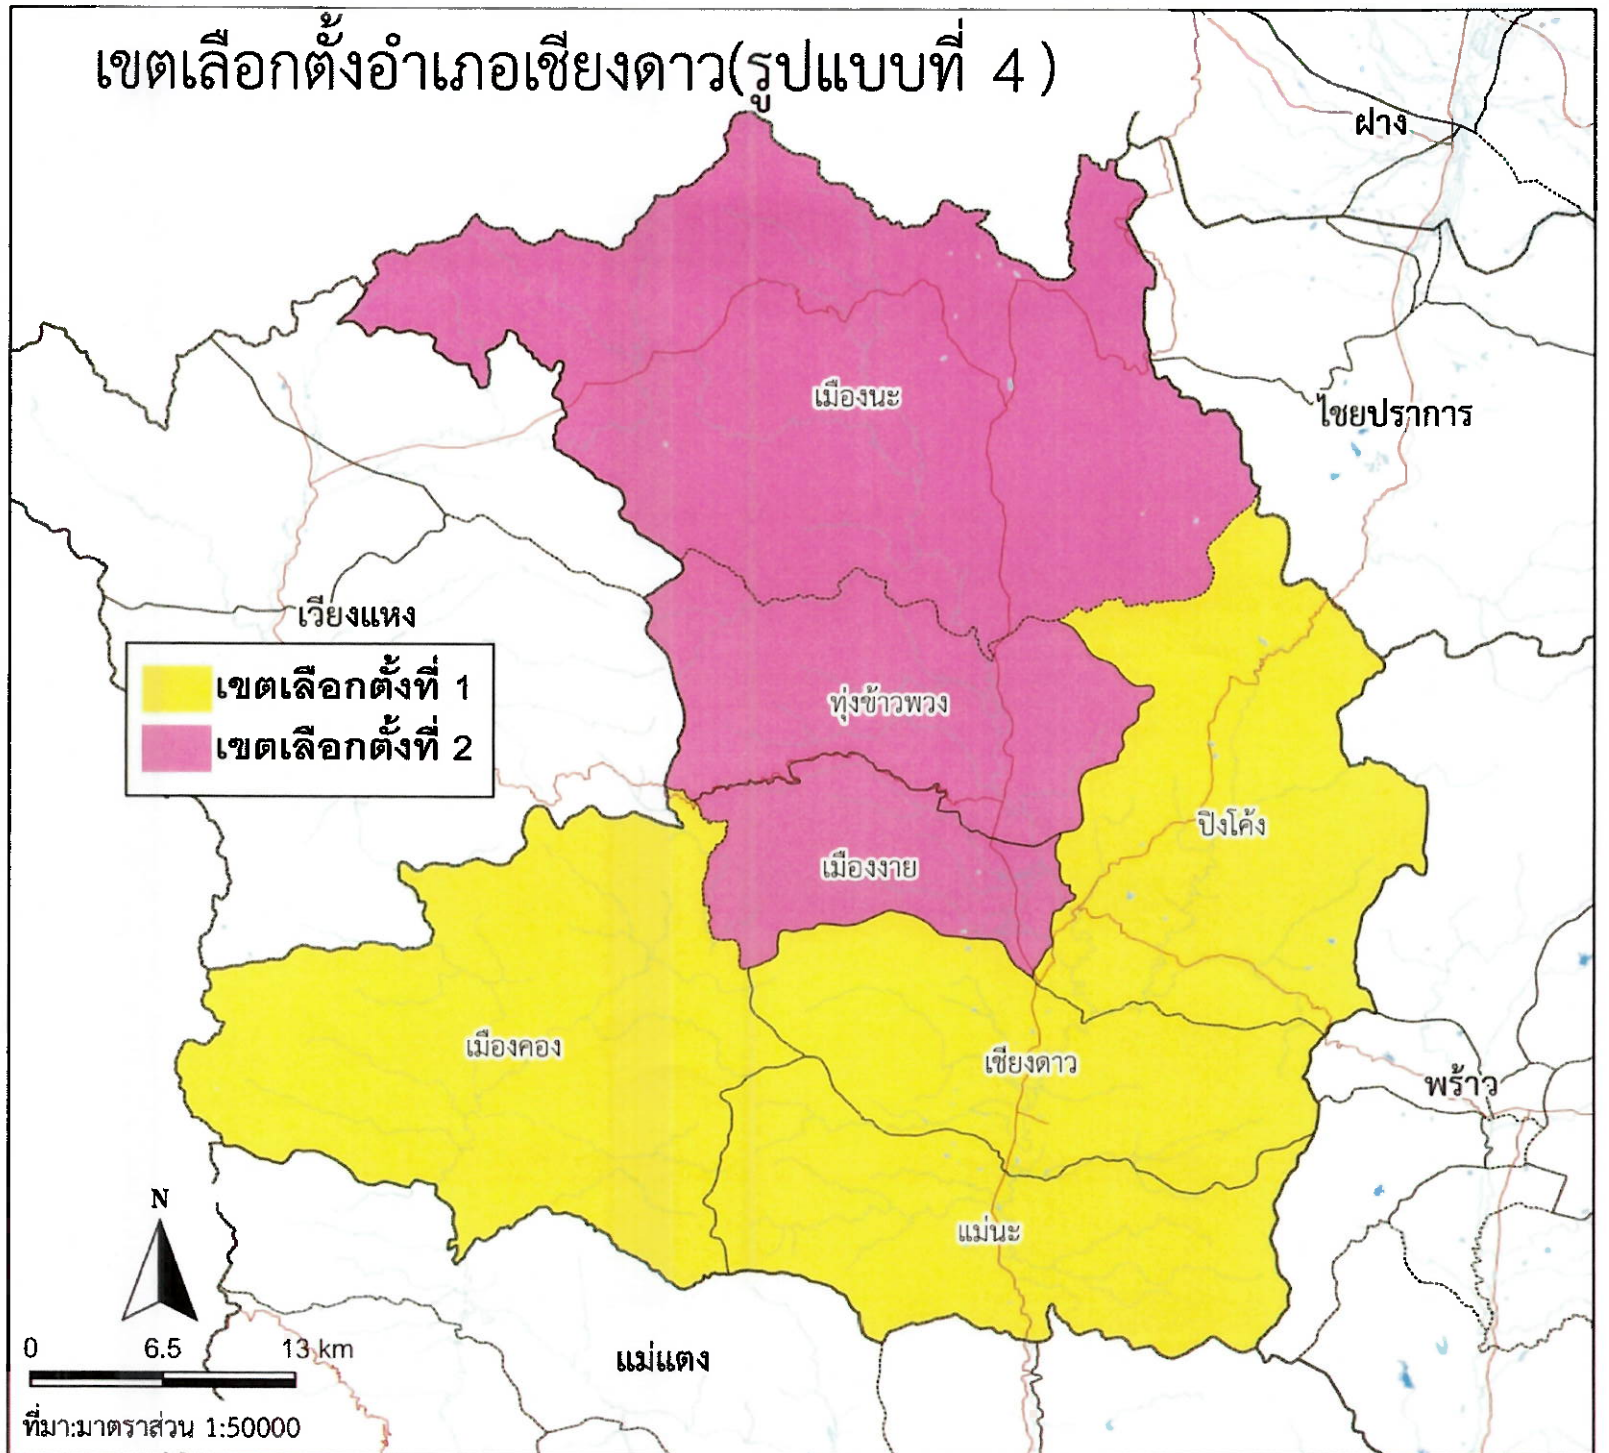 เขตเลือกตั้งอำเภอเชียงดาว(รูปแบบที่ 4)
ฝาง
เมืองนะ
ไชยปราการ
เวียงแหง
เขตเลือกตั้งที่ 1
เขตเลือกตั้งที่ 2
ทุ่งข้าวพวง
ปิงโค้ง
เมืองงาย
เมืองคอง
เชียงดาว
พร้าว
แม่นะ
N
0 6.5 13 km
แม่แตง
ที่มา:มาตราส่วน 1:50000